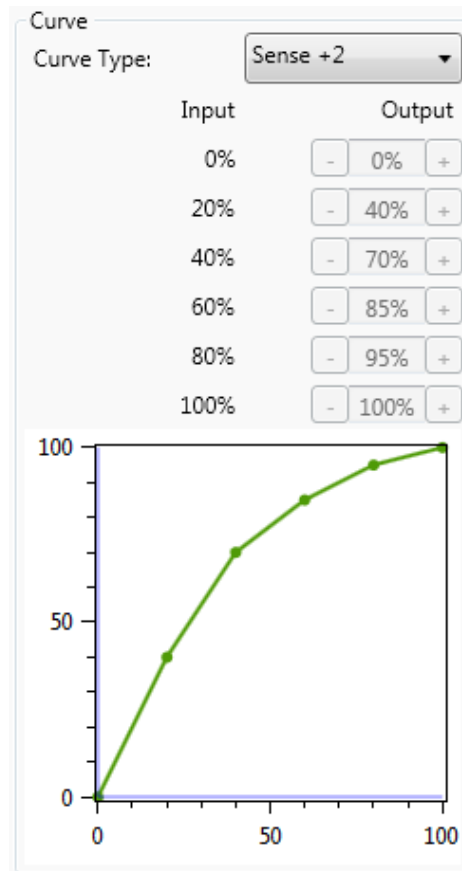 Curve
Curve Type: Sense +2
Input Output
0% - 0% +
20% - 40% +
40% - 70% +
60% - 85% +
80% - 95% +
100% - 100% +
100
50
0
0 50 100